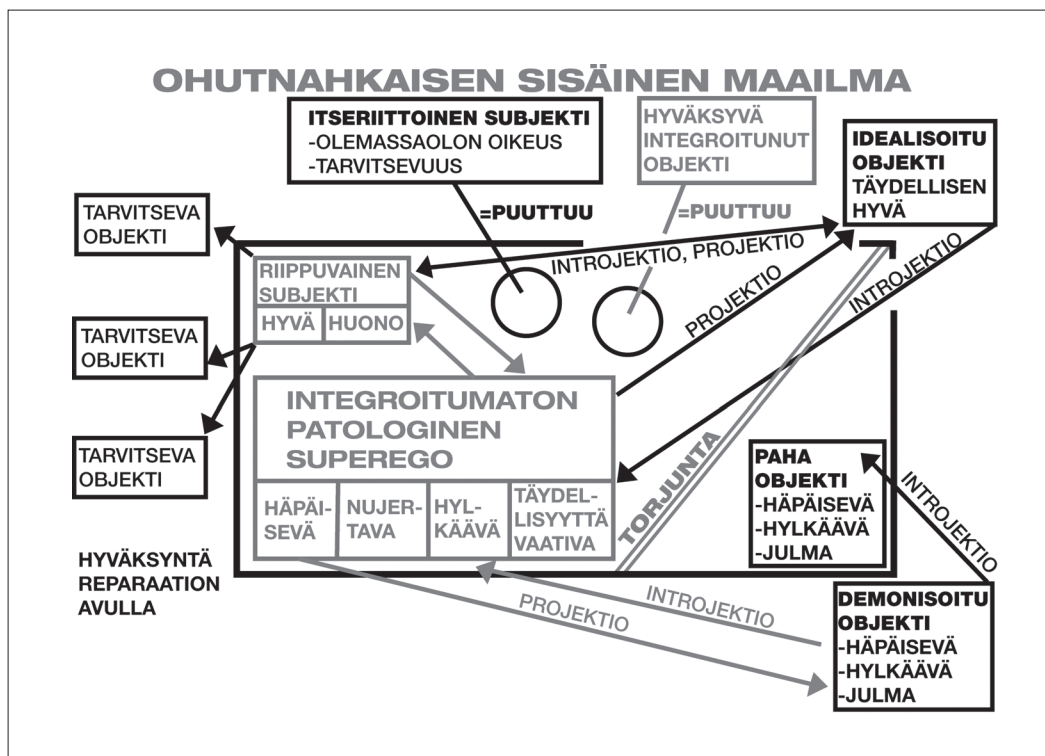 OHUTNAHKAISEN SISÄINEN MAAILMA
ITSERIITTOINEN SUBJEKTI
-OLEMASSAOLON OIKEUS
-TARVITSEVUUS
HYVÄKSYVÄ
INTEGROITUNUT
OBJEKTI
IDEALISOITU
OBJEKTI
TÄYDELLISEN
HYVÄ
TARVITSEVA
OBJEKTI
=PUUTTUU
=PUUTTUU
INTROJEKTIO, PROJEKTIO
INTROJEKTIO
PROJEKTIO
RIIPPUVAINEN
SUBJEKTI
HYVÄ
HUONO
TARVITSEVA
OBJEKTI
TARVITSEVA
OBJEKTI
INTEGROITUMATON
PATOLOGINEN
SUPEREGO
HÄPÄI-
SEVÄ
NUJER-
TAVA
HYL-
KÄÄVÄ
TÄYDEL-
LISYYTTÄ
VAATIVA
TORJUNTA
PAHA
OBJEKTI
-HÄPÄISEVÄ
-HYLKÄÄVÄ
-JULMA
INTROJEKTIO
HYVÄKSYNTÄ
REPARAATION
AVULLA
PROJEKTIO
INTROJEKTIO
DEMONISOITU
OBJEKTI
-HÄPÄISEVÄ
-HYLKÄÄVÄ
-JULMA